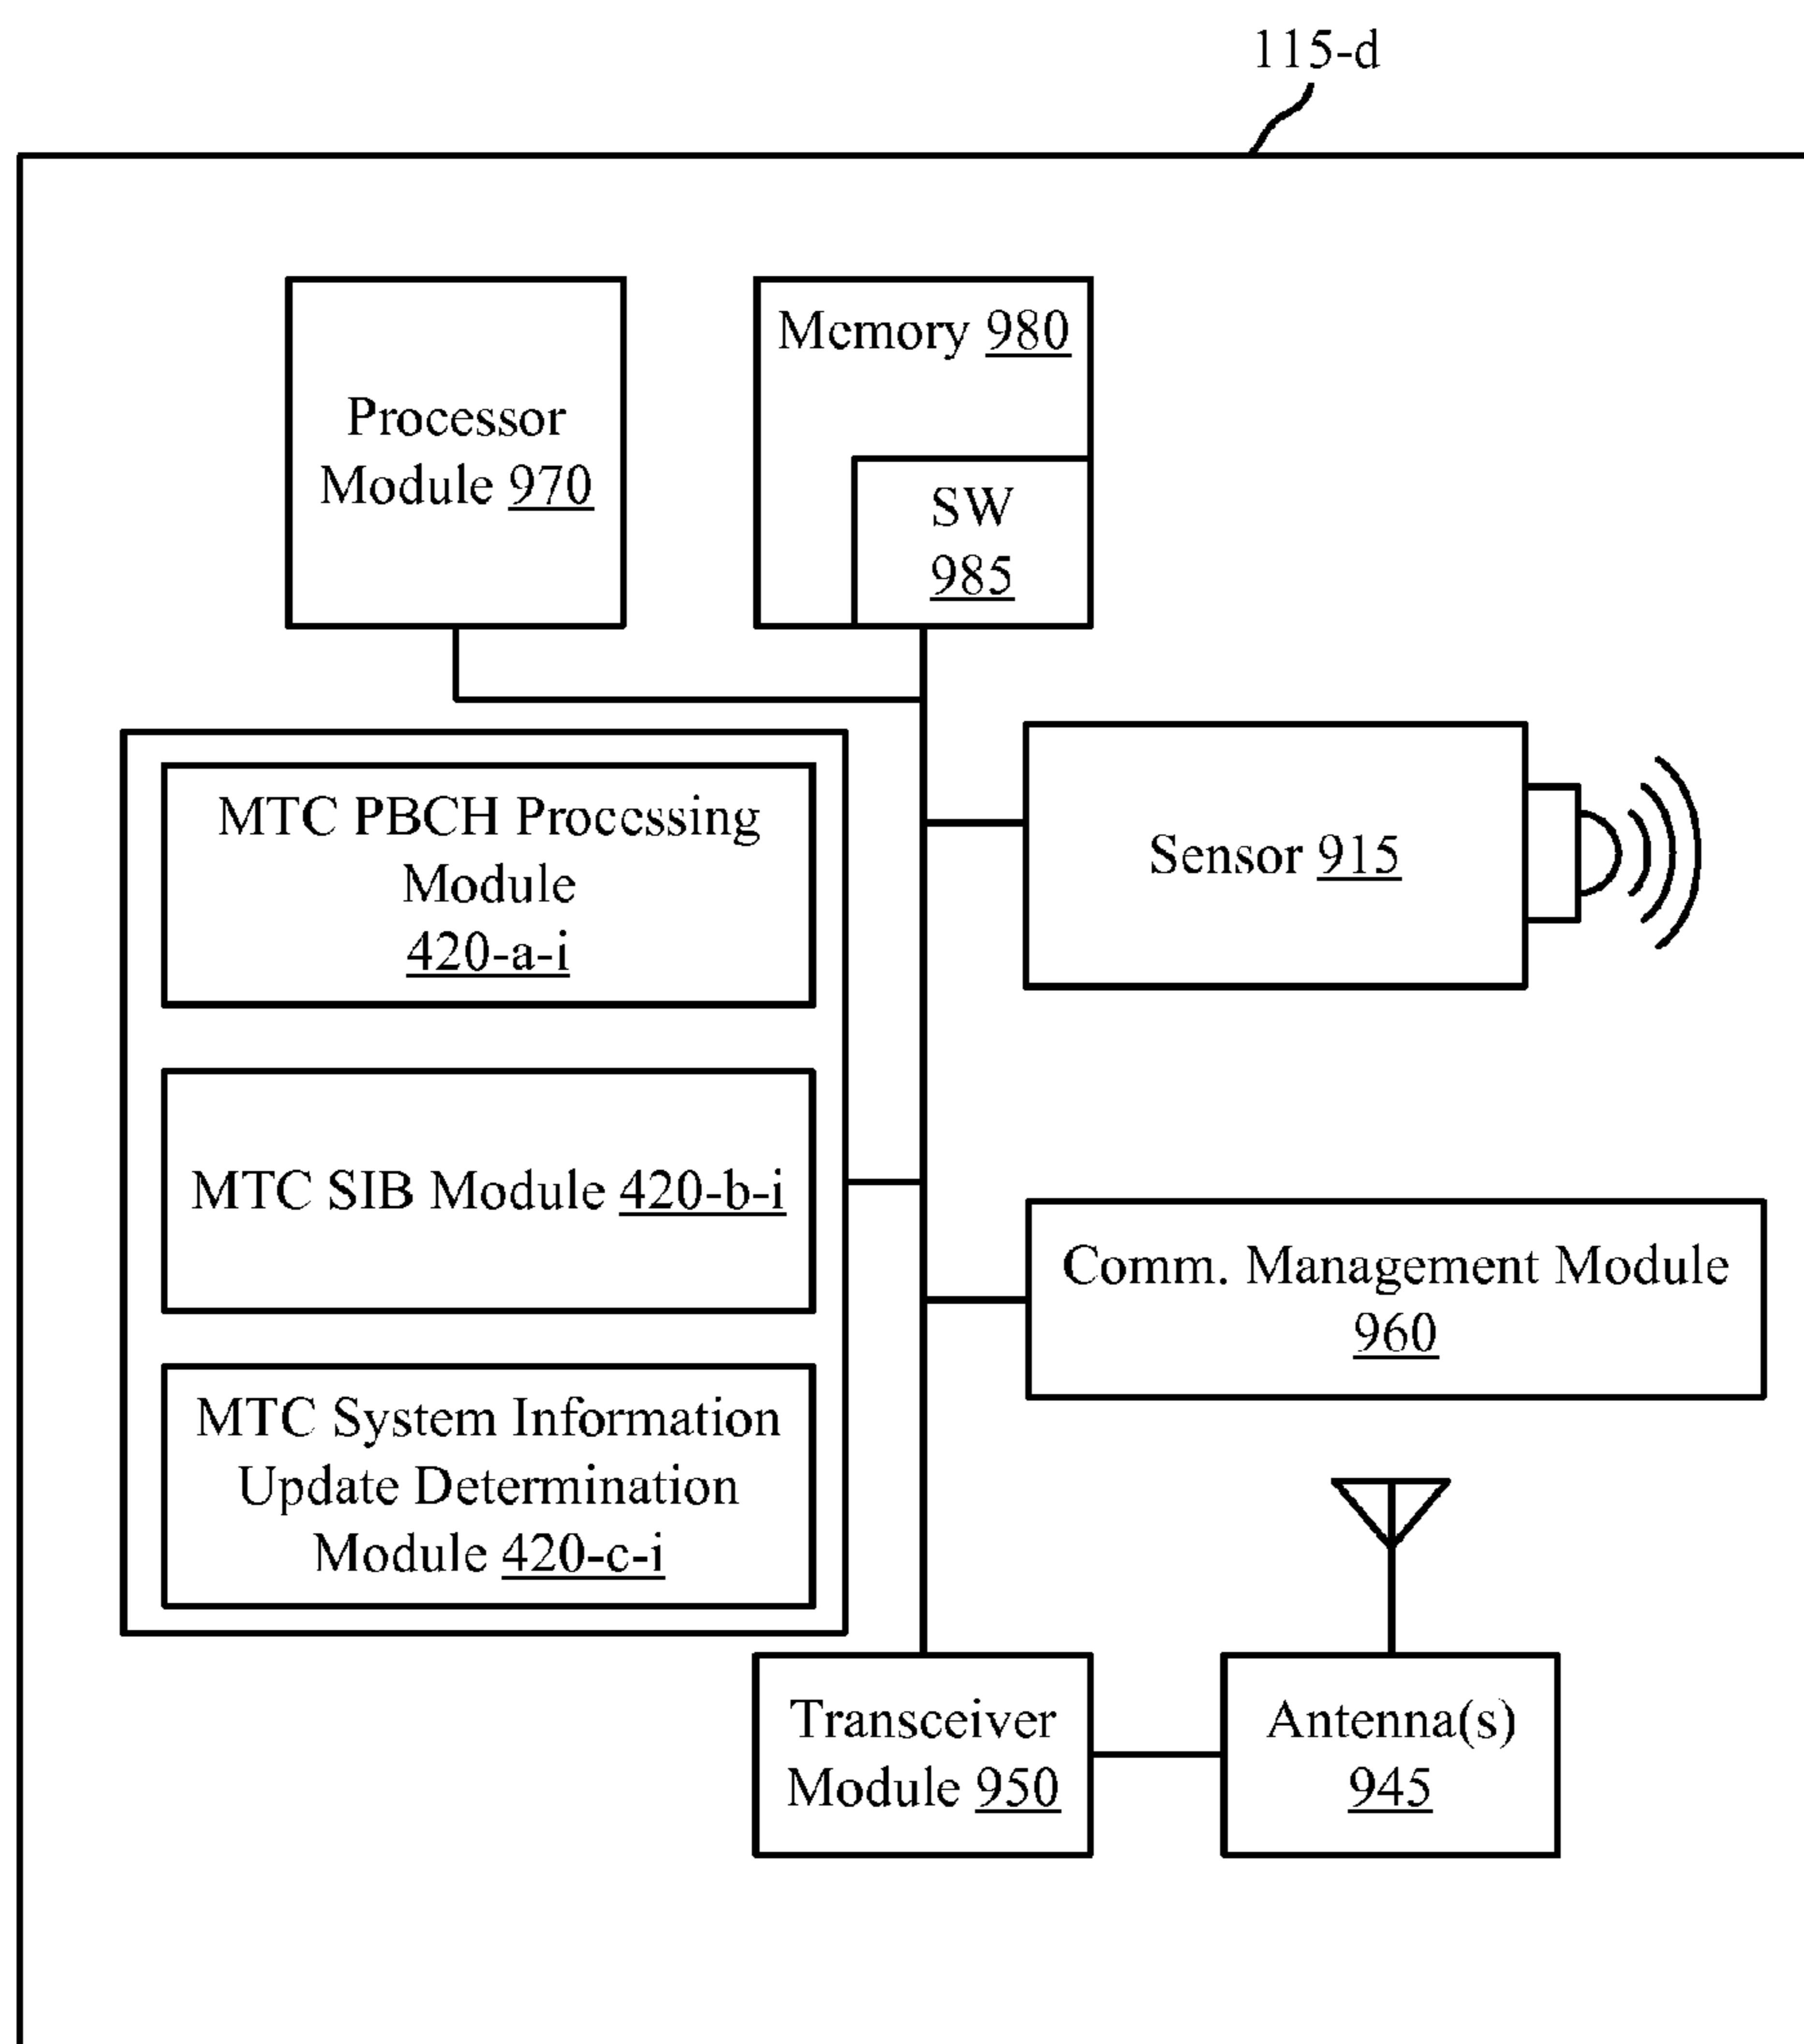 115-d
Processor
Module 970
Memory 980
SW
985
MTC PBCH Processing
Module
420-a-i
Sensor 915
MTC SIB Module 420-b-i
Comm. Management Module
960
MTC System Information
Update Determination
Module 420-c-i
Transceiver
Module 950
Antenna(s)
945